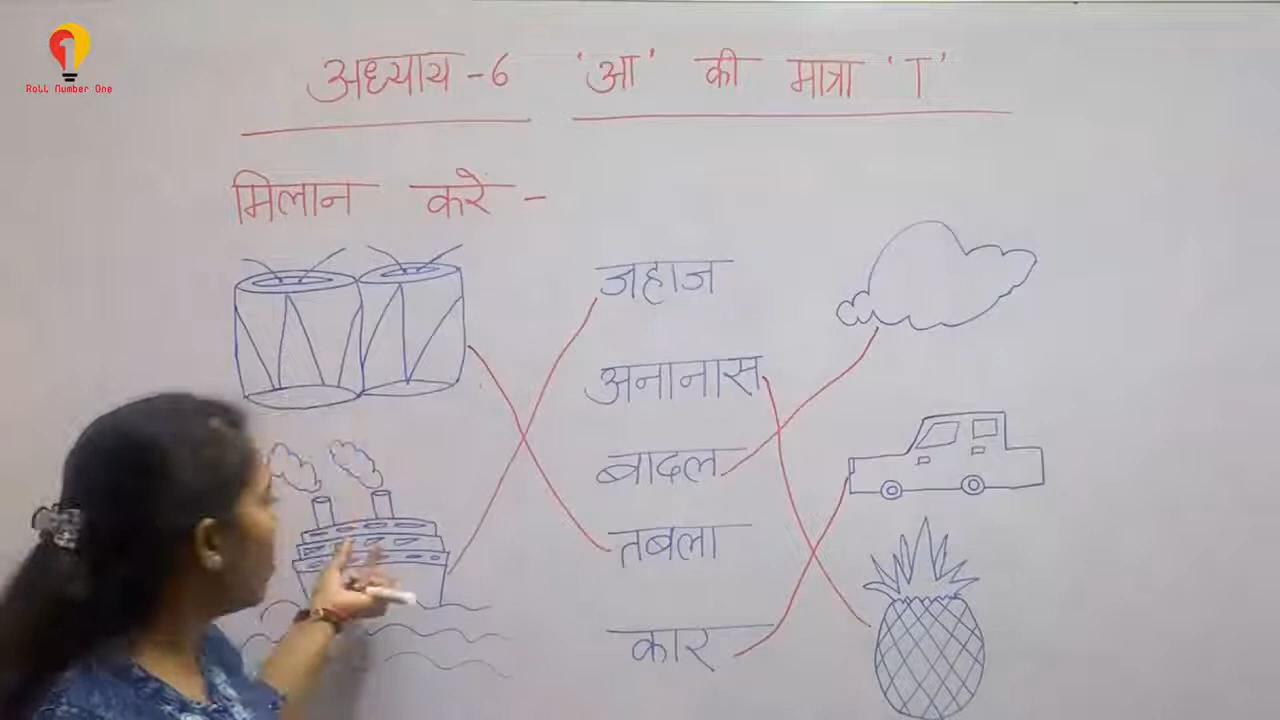 Roll Number One
अध्याय -6 'आ' की मात्रा 'ा'
मिलान करें -
जहाज
अनानास
बादल
तबला
कार